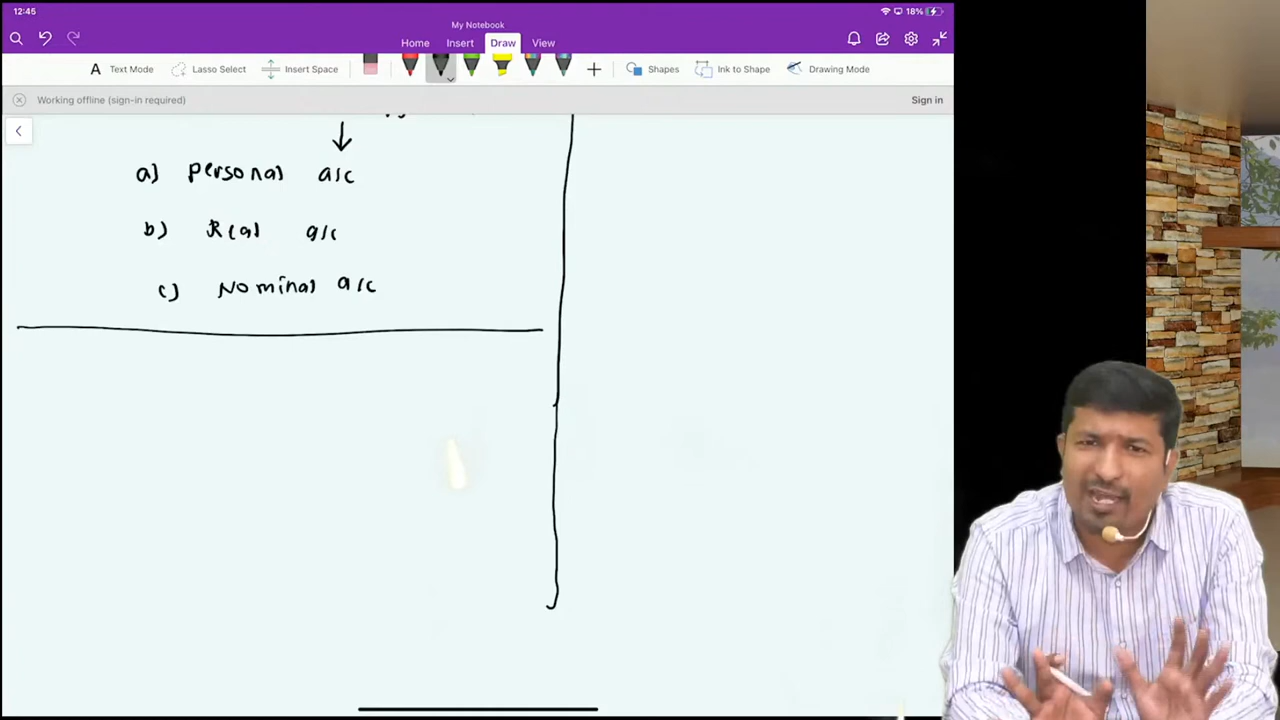 12:45
18%
My Notebook
Home Insert Draw View
Text Mode Lasso Select Insert Space Shapes Ink to Shape Drawing Mode
Working offline (sign-in required) Sign in
a) Personal a/c
b) Real a/c
c) Nominal a/c